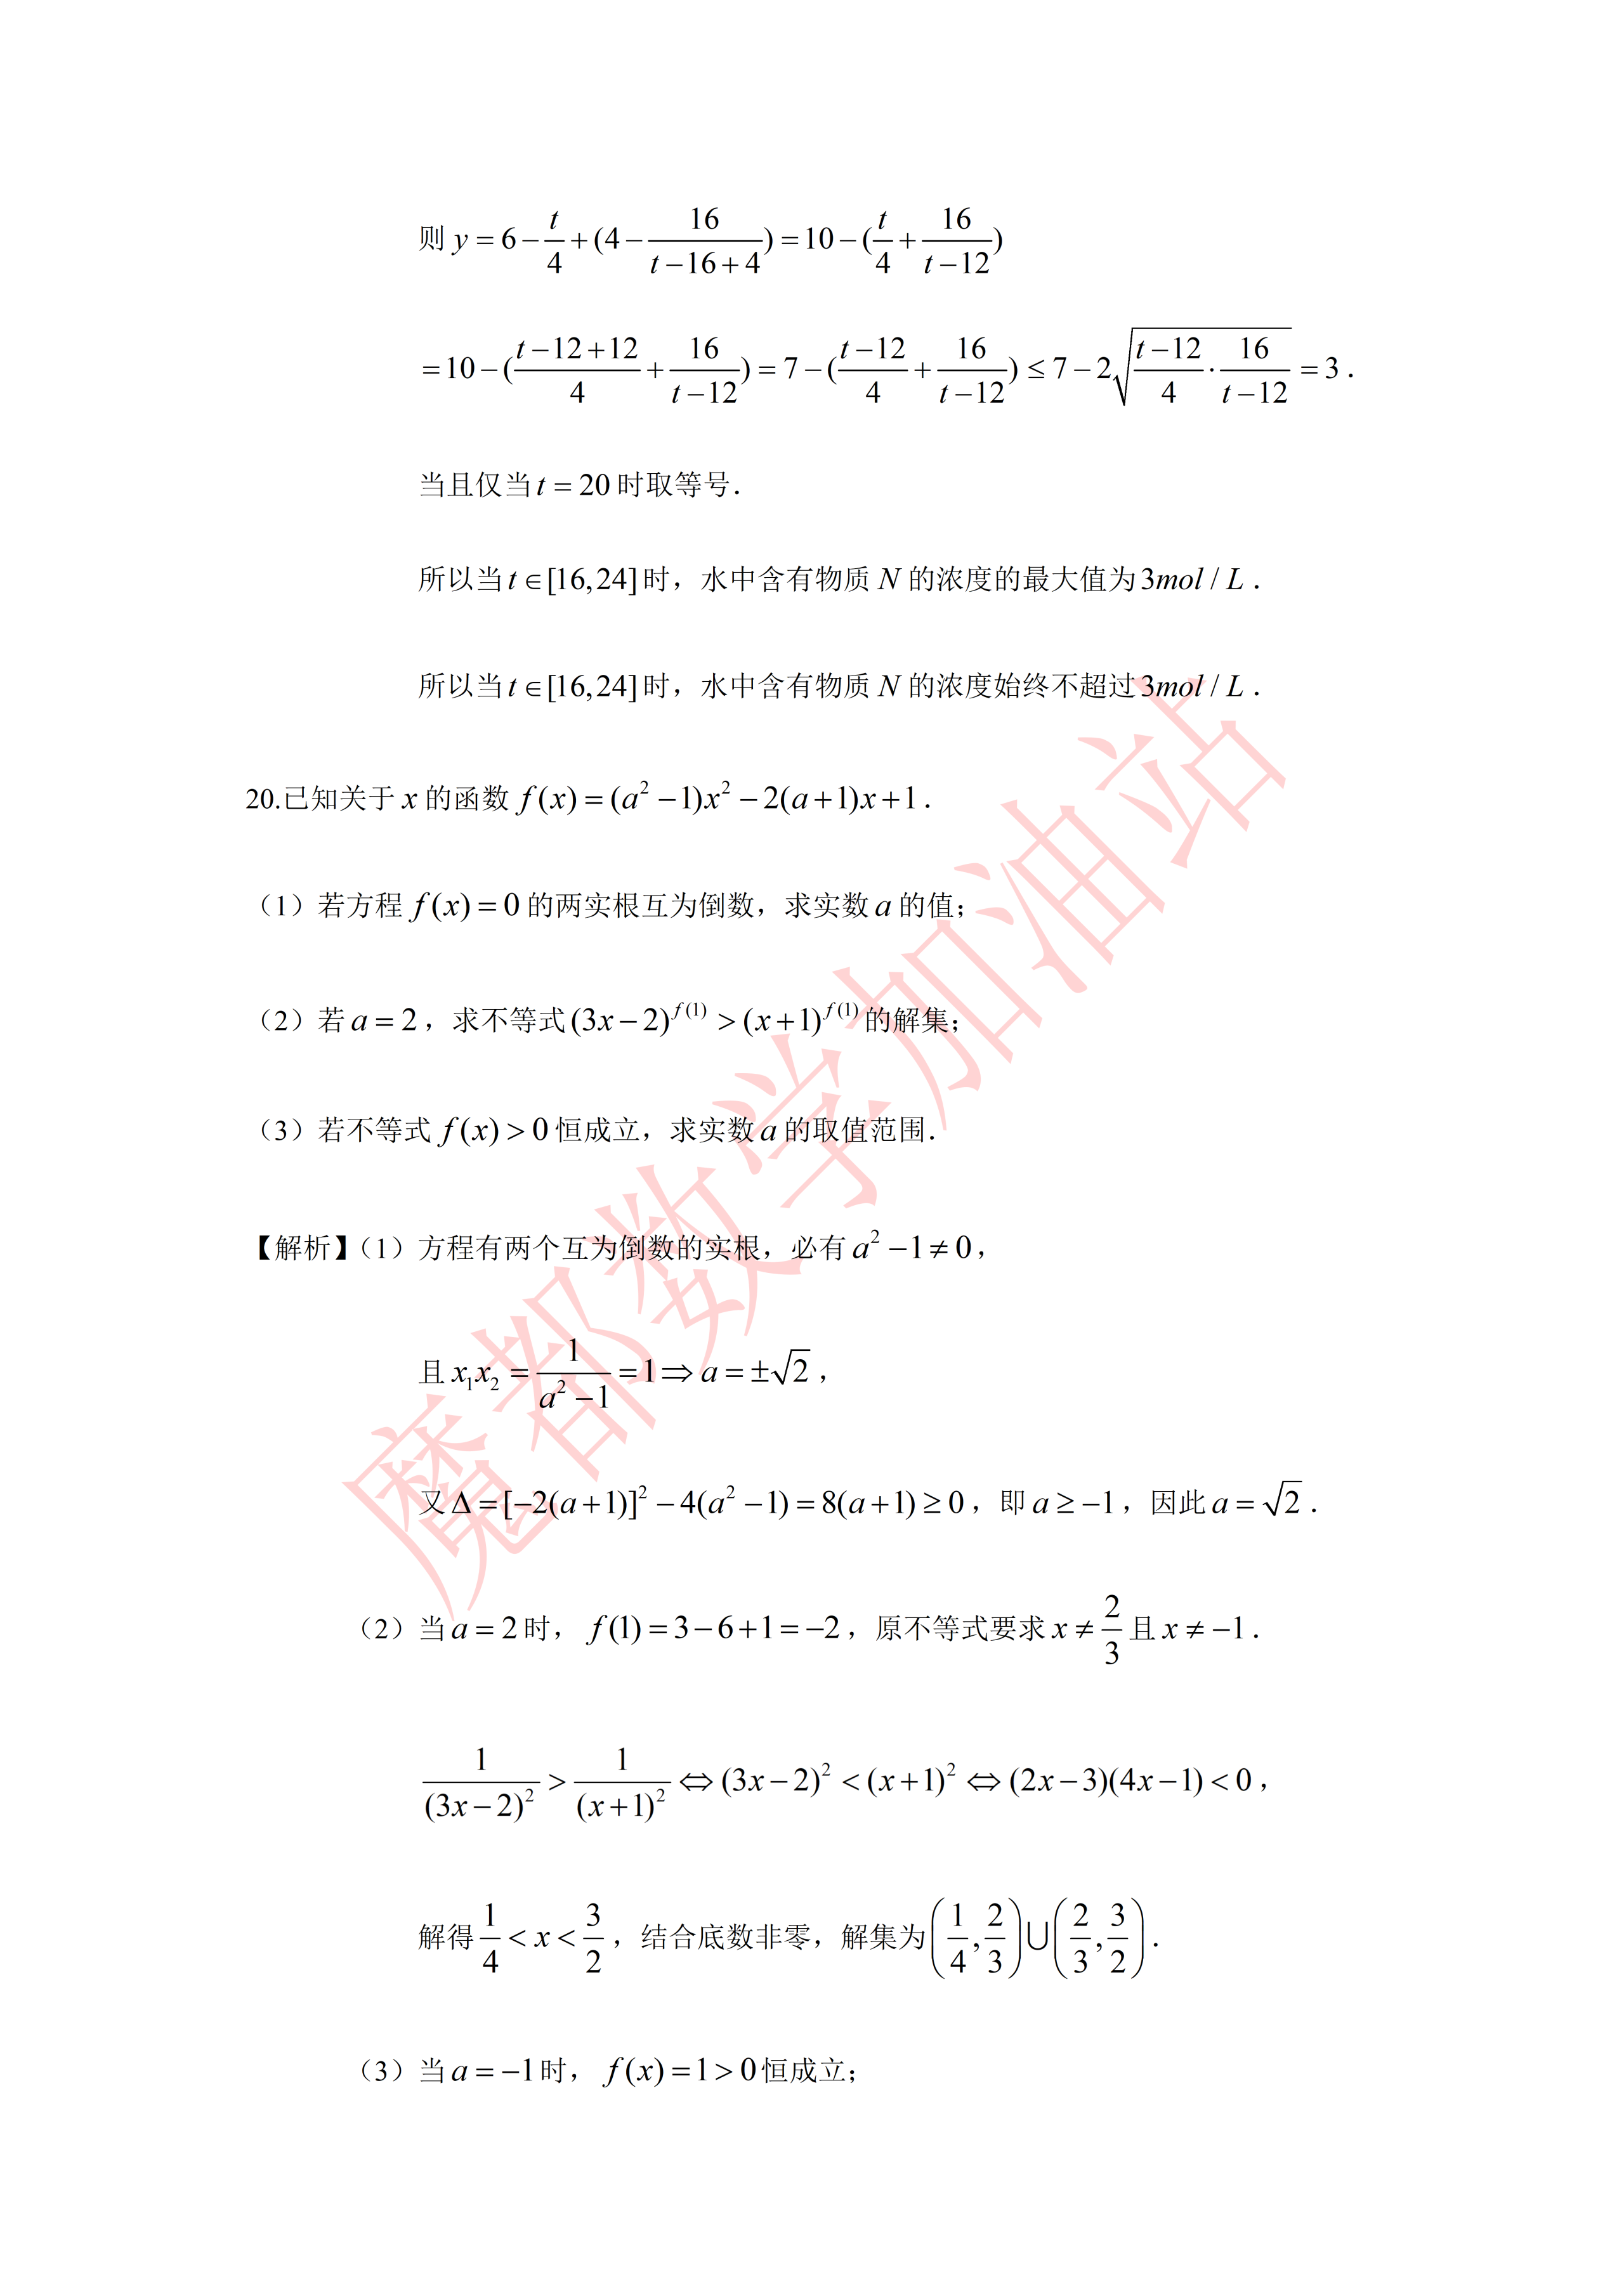 则 y = 6 − t/4 + (4 − 16/(t−16+4)) = 10 − (t/4 + 16/(t−12))
= 10 − ((t−12+12)/4 + 16/(t−12)) = 7 − ((t−12)/4 + 16/(t−12)) ≤ 7 − 2√((t−12)/4 · 16/(t−12)) = 3．
当且仅当 t = 20 时取等号．
所以当 t ∈ [16,24] 时，水中含有物质 N 的浓度的最大值为 3mol / L．
所以当 t ∈ [16,24] 时，水中含有物质 N 的浓度始终不超过 3mol / L．
20.已知关于 x 的函数 f(x) = (a² − 1)x² − 2(a + 1)x + 1．
（1）若方程 f(x) = 0 的两实根互为倒数，求实数 a 的值；
（2）若 a = 2，求不等式 (3x − 2)^f(1) > (x + 1)^f(1) 的解集；
（3）若不等式 f(x) > 0 恒成立，求实数 a 的取值范围．
【解析】（1）方程有两个互为倒数的实根，必有 a² − 1 ≠ 0，
且 x₁x₂ = 1/(a² − 1) = 1 ⇒ a = ±√2，
又 Δ = [−2(a + 1)]² − 4(a² − 1) = 8(a + 1) ≥ 0，即 a ≥ −1，因此 a = √2．
（2）当 a = 2 时，f(1) = 3 − 6 + 1 = −2，原不等式要求 x ≠ 2/3 且 x ≠ −1．
1/(3x − 2)² > 1/(x + 1)² ⇔ (3x − 2)² < (x + 1)² ⇔ (2x − 3)(4x − 1) < 0，
解得 1/4 < x < 3/2，结合底数非零，解集为 (1/4, 2/3)∪(2/3, 3/2)．
（3）当 a = −1 时，f(x) = 1 > 0 恒成立；
魔都数学加油站